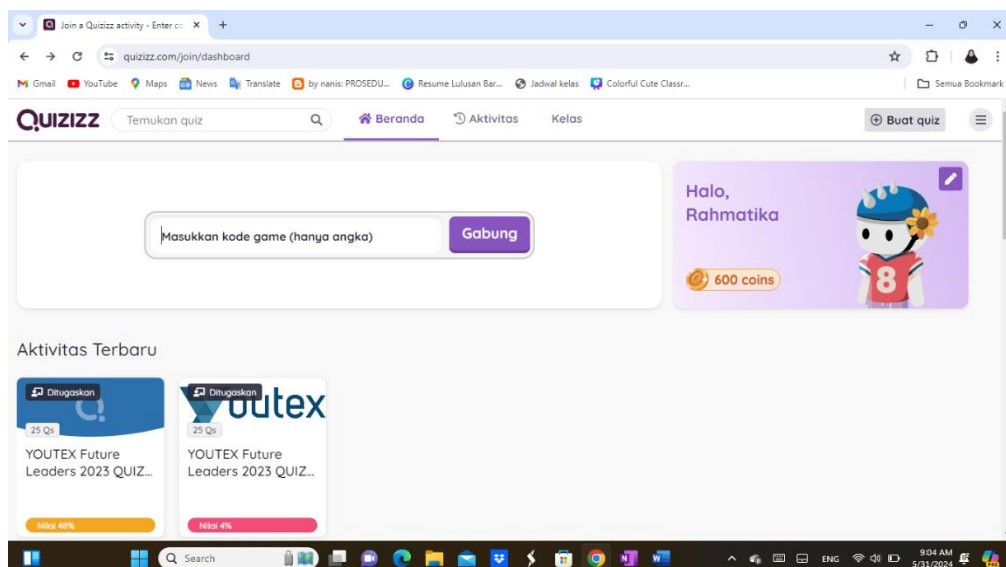 Join a Quizizz activity - Enter co
quizizz.com/join/dashboard
Gmail YouTube Maps News Translate by nanis: PROSEDU... Resume Lulusan Bar... Jadwal kelas Colorful Cute Classr... Semua Bookmark
QUIZIZZ Temukan quiz Beranda Aktivitas Kelas Buat quiz
Halo,
Rahmatika
Masukkan kode game (hanya angka) Gabung
600 coins
8
Aktivitas Terbaru
Ditugaskan
25 Qs
YOUTEX Future
Leaders 2023 QUIZ...
Nilai 48%
Ditugaskan
Youtex
25 Qs
YOUTEX Future
Leaders 2023 QUIZ...
Nilai 4%
Search ENG 9:04 AM
5/31/2024